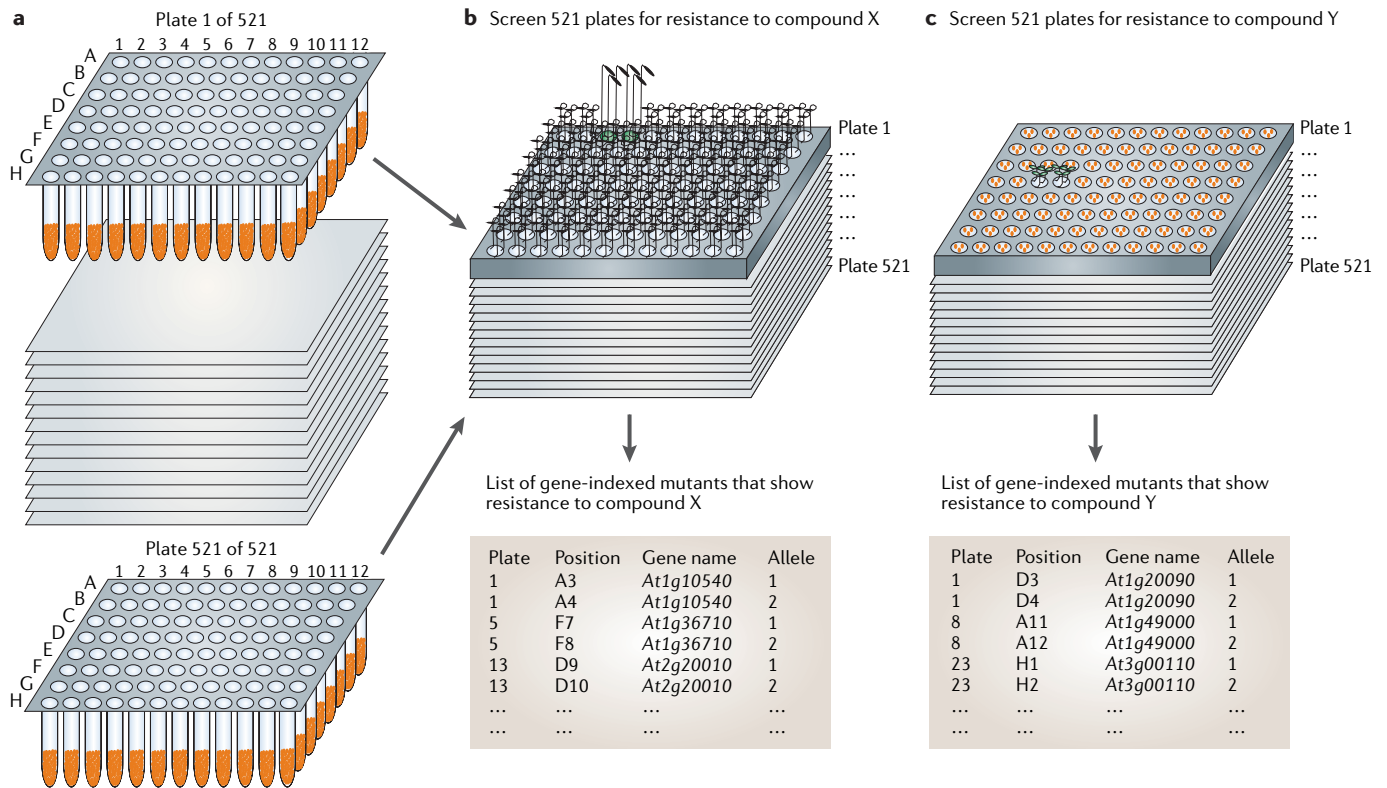 a
Plate 1 of 521
1 2 3 4 5 6 7 8 9 10 11 12
A
B
C
D
E
F
G
H
Plate 521 of 521
1 2 3 4 5 6 7 8 9 10 11 12
A
B
C
D
E
F
G
H
b Screen 521 plates for resistance to compound X
Plate 1
...
...
...
...
...
Plate 521
List of gene-indexed mutants that show
resistance to compound X
Plate Position Gene name Allele
1 A3 At1g10540 1
1 A4 At1g10540 2
5 F7 At1g36710 1
5 F8 At1g36710 2
13 D9 At2g20010 1
13 D10 At2g20010 2
... ... ... ...
... ... ... ...
c Screen 521 plates for resistance to compound Y
Plate 1
...
...
...
...
...
Plate 521
List of gene-indexed mutants that show
resistance to compound Y
Plate Position Gene name Allele
1 D3 At1g20090 1
1 D4 At1g20090 2
8 A11 At1g49000 1
8 A12 At1g49000 2
23 H1 At3g00110 1
23 H2 At3g00110 2
... ... ... ...
... ... ... ...